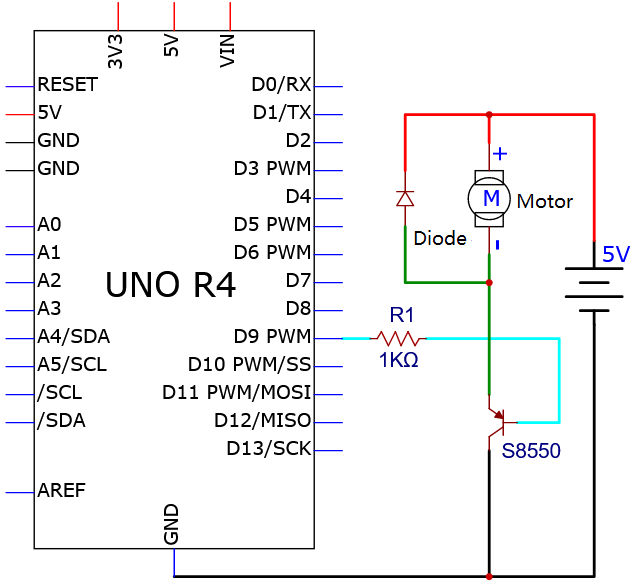 3V3
5V
VIN
RESET
5V
GND
GND
A0
A1
A2
A3
A4/SDA
A5/SCL
/SCL
/SDA
AREF
UNO R4
D0/RX
D1/TX
D2
D3 PWM
D4
D5 PWM
D6 PWM
D7
D8
D9 PWM
D10 PWM/SS
D11 PWM/MOSI
D12/MISO
D13/SCK
GND
R1
1KΩ
Diode
+
M
Motor
-
5V
S8550